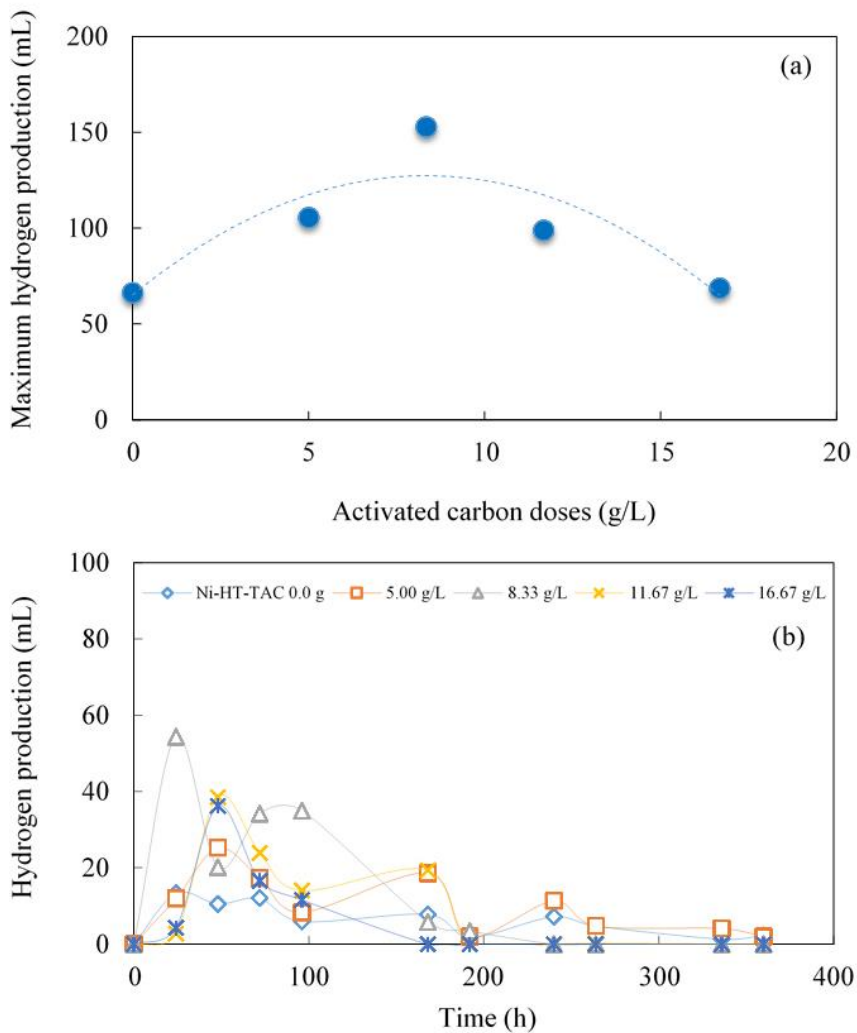 Maximum hydrogen production (mL)
200
150
100
50
0
(a)
0 5 10 15 20
Activated carbon doses (g/L)
Hydrogen production (mL)
100
80
60
40
20
0
Ni-HT-TAC 0.0 g 5.00 g/L 8.33 g/L 11.67 g/L 16.67 g/L
(b)
0 100 200 300 400
Time (h)